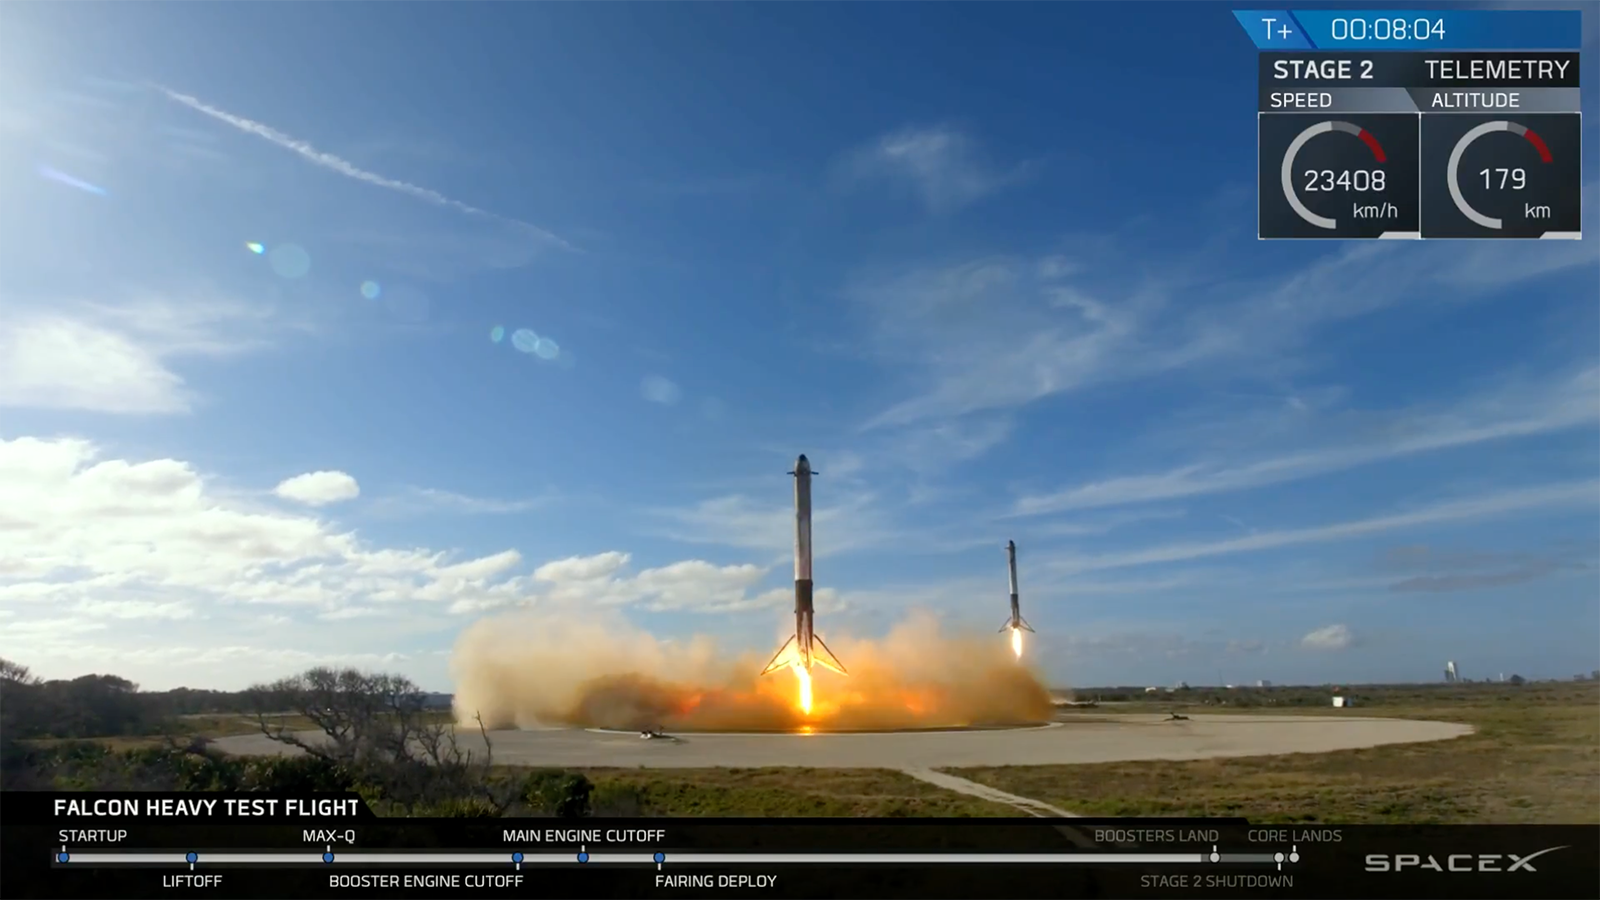 T+ 00:08:04
STAGE 2 TELEMETRY
SPEED ALTITUDE
23408 179
km/h km
FALCON HEAVY TEST FLIGHT
STARTUP MAX-Q MAIN ENGINE CUTOFF BOOSTERS LAND CORE LANDS
LIFTOFF BOOSTER ENGINE CUTOFF FAIRING DEPLOY STAGE 2 SHUTDOWN
SPACEX